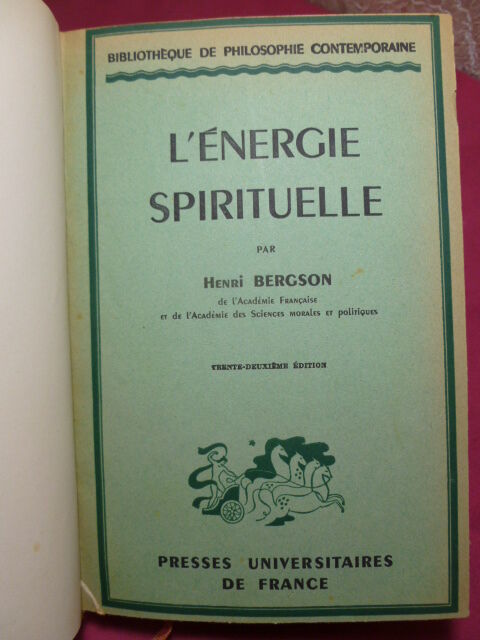 BIBLIOTHÈQUE DE PHILOSOPHIE CONTEMPORAINE
L'ÉNERGIE
SPIRITUELLE
PAR
Henri BERGSON
de l'Académie Française
et de l'Académie des Sciences morales et politiques
TRENTE-DEUXIÈME ÉDITION
PRESSES UNIVERSITAIRES
DE FRANCE